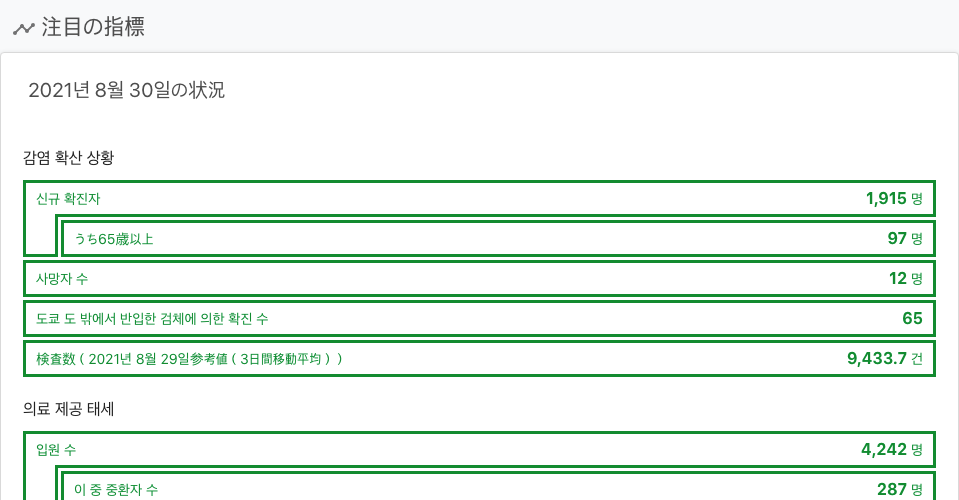 注目の指標
2021년 8월 30일の状況
감염 확산 상황
신규 확진자 1,915 명
うち65歳以上 97 명
사망자 수 12 명
도쿄 도 밖에서 반입한 검체에 의한 확진 수 65
検査数 ( 2021년 8월 29일参考値 ( 3日間移動平均 ) ) 9,433.7 건
의료 제공 태세
입원 수 4,242 명
이 중 중환자 수 287 명